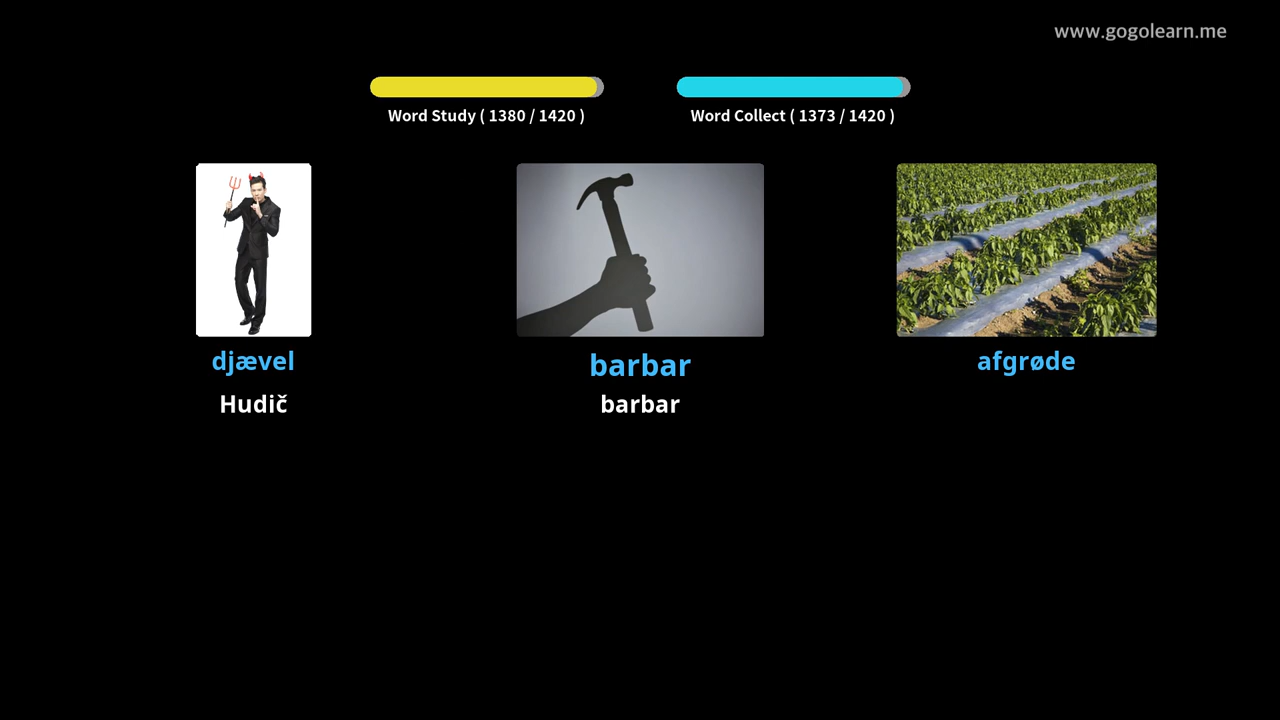 www.gogolearn.me
Word Study ( 1380 / 1420 )
Word Collect ( 1373 / 1420 )
djævel
barbar
afgrøde
Hudič
barbar